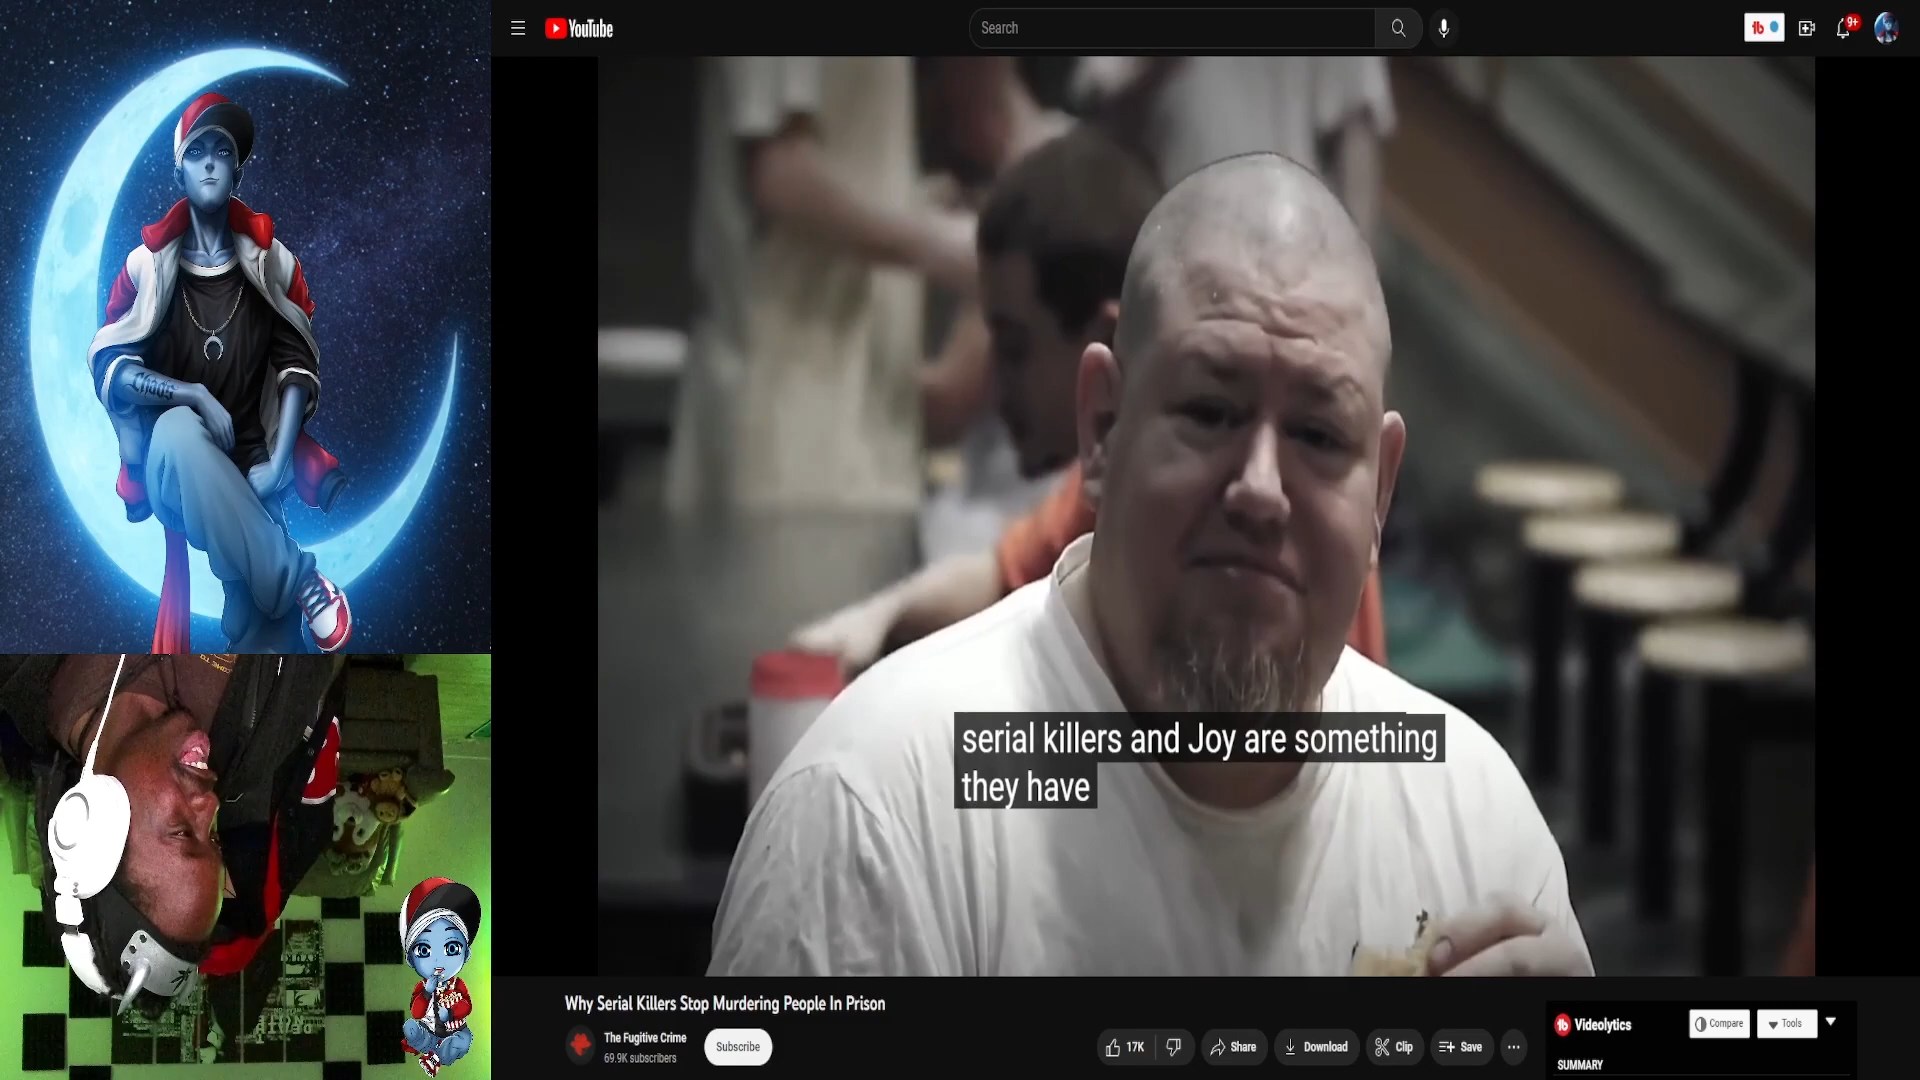 YouTube
Search
9+
Chaos
serial killers and Joy are something
they have
Why Serial Killers Stop Murdering People In Prison
The Fugitive Crime
69.9K subscribers
Subscribe
17K
Share
Download
Clip
Save
Videolytics
Compare
Tools
SUMMARY